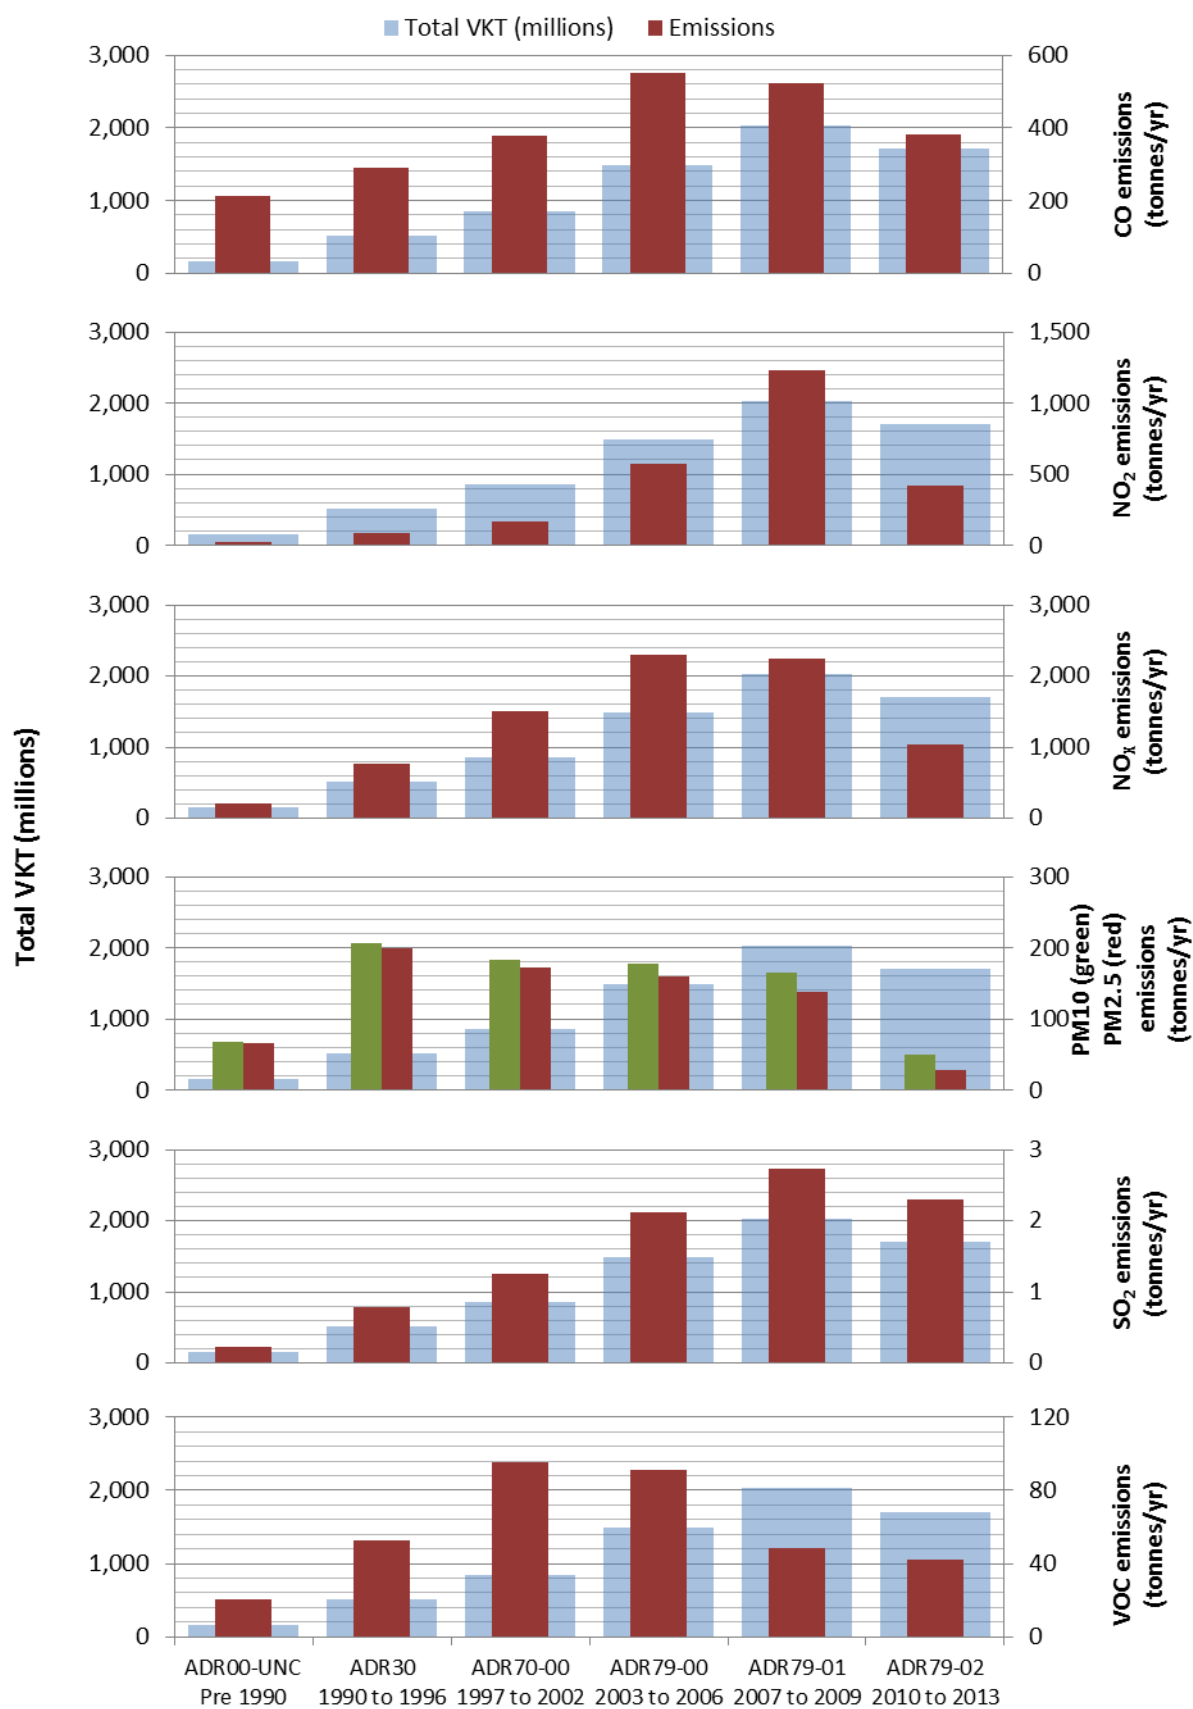 Total VKT (millions) Emissions
3,000
2,000
1,000
0
600
400
200
0
CO emissions
(tonnes/yr)
3,000
2,000
1,000
0
1,500
1,000
500
0
NO₂ emissions
(tonnes/yr)
3,000
2,000
1,000
0
3,000
2,000
1,000
0
NOₓ emissions
(tonnes/yr)
Total VKT (millions)
3,000
2,000
1,000
0
300
200
100
0
PM10 (green)
PM2.5 (red)
emissions
(tonnes/yr)
3,000
2,000
1,000
0
3
2
1
0
SO₂ emissions
(tonnes/yr)
3,000
2,000
1,000
0
120
80
40
0
VOC emissions
(tonnes/yr)
ADR00-UNC
Pre 1990
ADR30
1990 to 1996
ADR70-00
1997 to 2002
ADR79-00
2003 to 2006
ADR79-01
2007 to 2009
ADR79-02
2010 to 2013